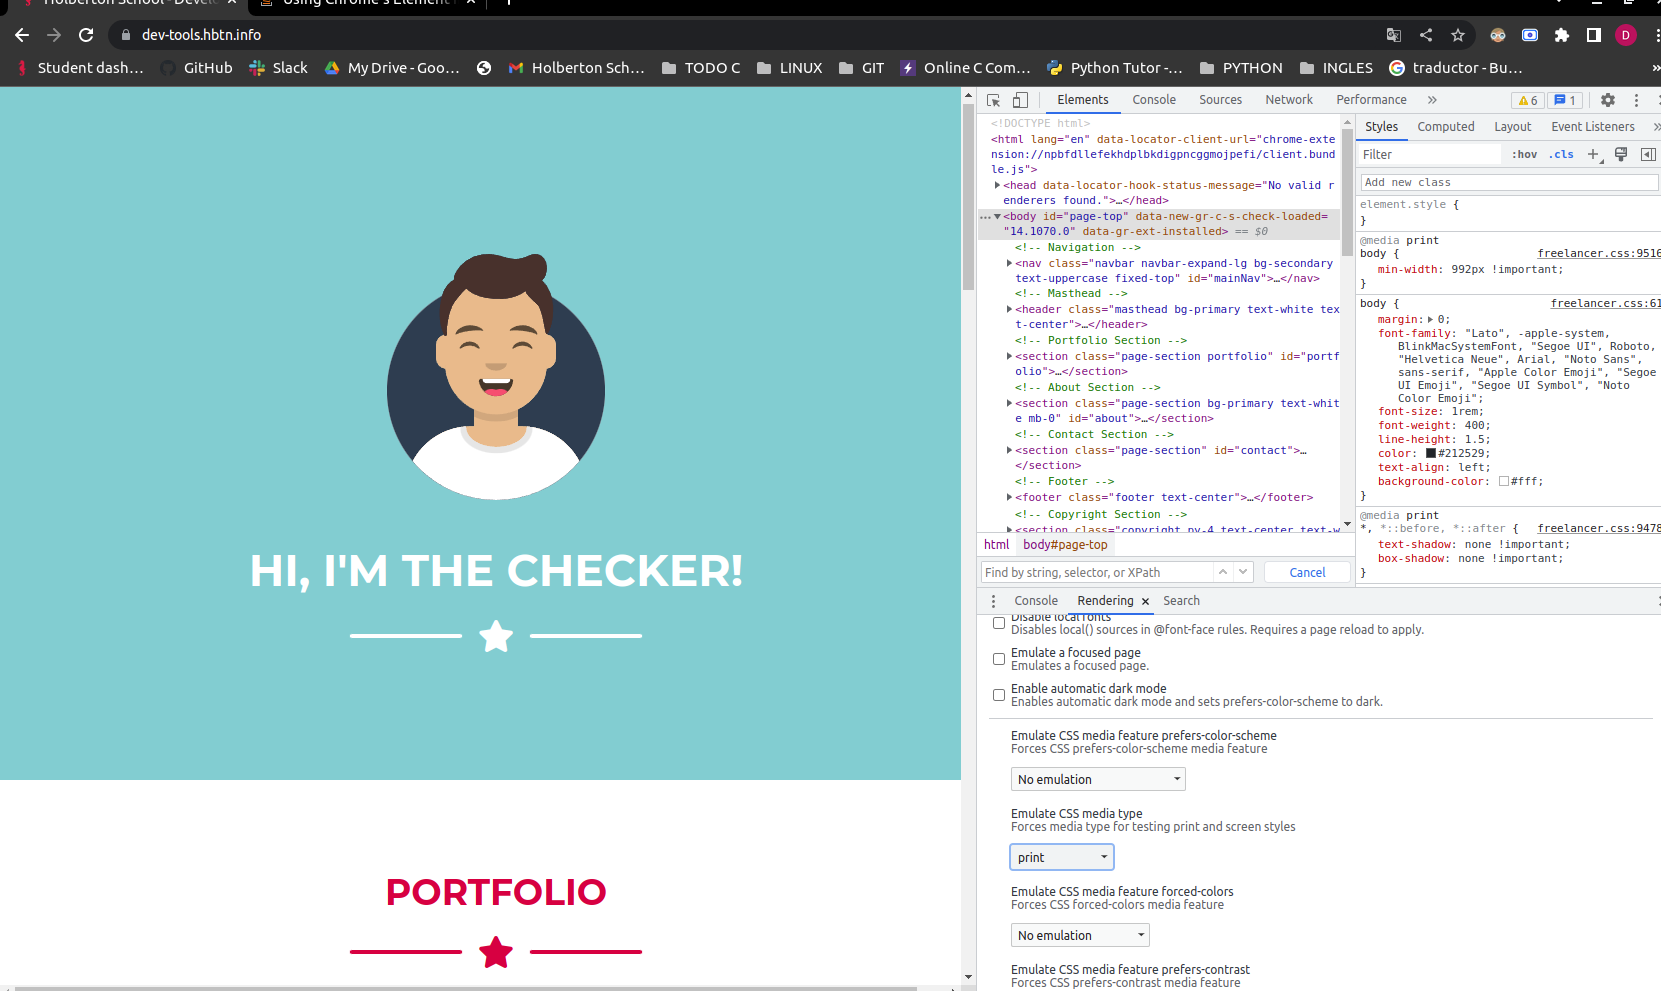 Holberton School - Devel
Using Chrome's Element
dev-tools.hbtn.info
D
Student dash...
GitHub
Slack
My Drive - Goo...
Holberton Sch...
TODO C
LINUX
GIT
Online C Com...
Python Tutor -...
PYTHON
INGLES
traductor - Bu...
»
HI, I'M THE CHECKER!
PORTFOLIO
Elements
Console
Sources
Network
Performance
»
6
1
<!DOCTYPE html>
<html lang="en" data-locator-client-url="chrome-exte
nsion://npbfdllefekhdplbkdigpncggmojpefi/client.bund
le.js">
<head data-locator-hook-status-message="No valid r
enderers found.">…</head>
<body id="page-top" data-new-gr-c-s-check-loaded=
"14.1070.0" data-gr-ext-installed> == $0
<!-- Navigation -->
<nav class="navbar navbar-expand-lg bg-secondary
text-uppercase fixed-top" id="mainNav">…</nav>
<!-- Masthead -->
<header class="masthead bg-primary text-white tex
t-center">…</header>
<!-- Portfolio Section -->
<section class="page-section portfolio" id="portf
olio">…</section>
<!-- About Section -->
<section class="page-section bg-primary text-whit
e mb-0" id="about">…</section>
<!-- Contact Section -->
<section class="page-section" id="contact">…
</section>
<!-- Footer -->
<footer class="footer text-center">…</footer>
<!-- Copyright Section -->
<section class="copyright py-4 text-center text-w
html
body#page-top
Find by string, selector, or XPath
Cancel
Styles
Computed
Layout
Event Listeners
»
Filter
:hov
.cls
Add new class
element.style {
}
@media print
body {
freelancer.css:9516
min-width: 992px !important;
}
body {
freelancer.css:61
margin: 0;
font-family: "Lato", -apple-system,
BlinkMacSystemFont, "Segoe UI", Roboto,
"Helvetica Neue", Arial, "Noto Sans",
sans-serif, "Apple Color Emoji", "Segoe
UI Emoji", "Segoe UI Symbol", "Noto
Color Emoji";
font-size: 1rem;
font-weight: 400;
line-height: 1.5;
color: #212529;
text-align: left;
background-color: #fff;
}
@media print
*, *::before, *::after {
freelancer.css:9478
text-shadow: none !important;
box-shadow: none !important;
}
Console
Rendering
Search
Disable local fonts
Disables local() sources in @font-face rules. Requires a page reload to apply.
Emulate a focused page
Emulates a focused page.
Enable automatic dark mode
Enables automatic dark mode and sets prefers-color-scheme to dark.
Emulate CSS media feature prefers-color-scheme
Forces CSS prefers-color-scheme media feature
No emulation
Emulate CSS media type
Forces media type for testing print and screen styles
print
Emulate CSS media feature forced-colors
Forces CSS forced-colors media feature
No emulation
Emulate CSS media feature prefers-contrast
Forces CSS prefers-contrast media feature